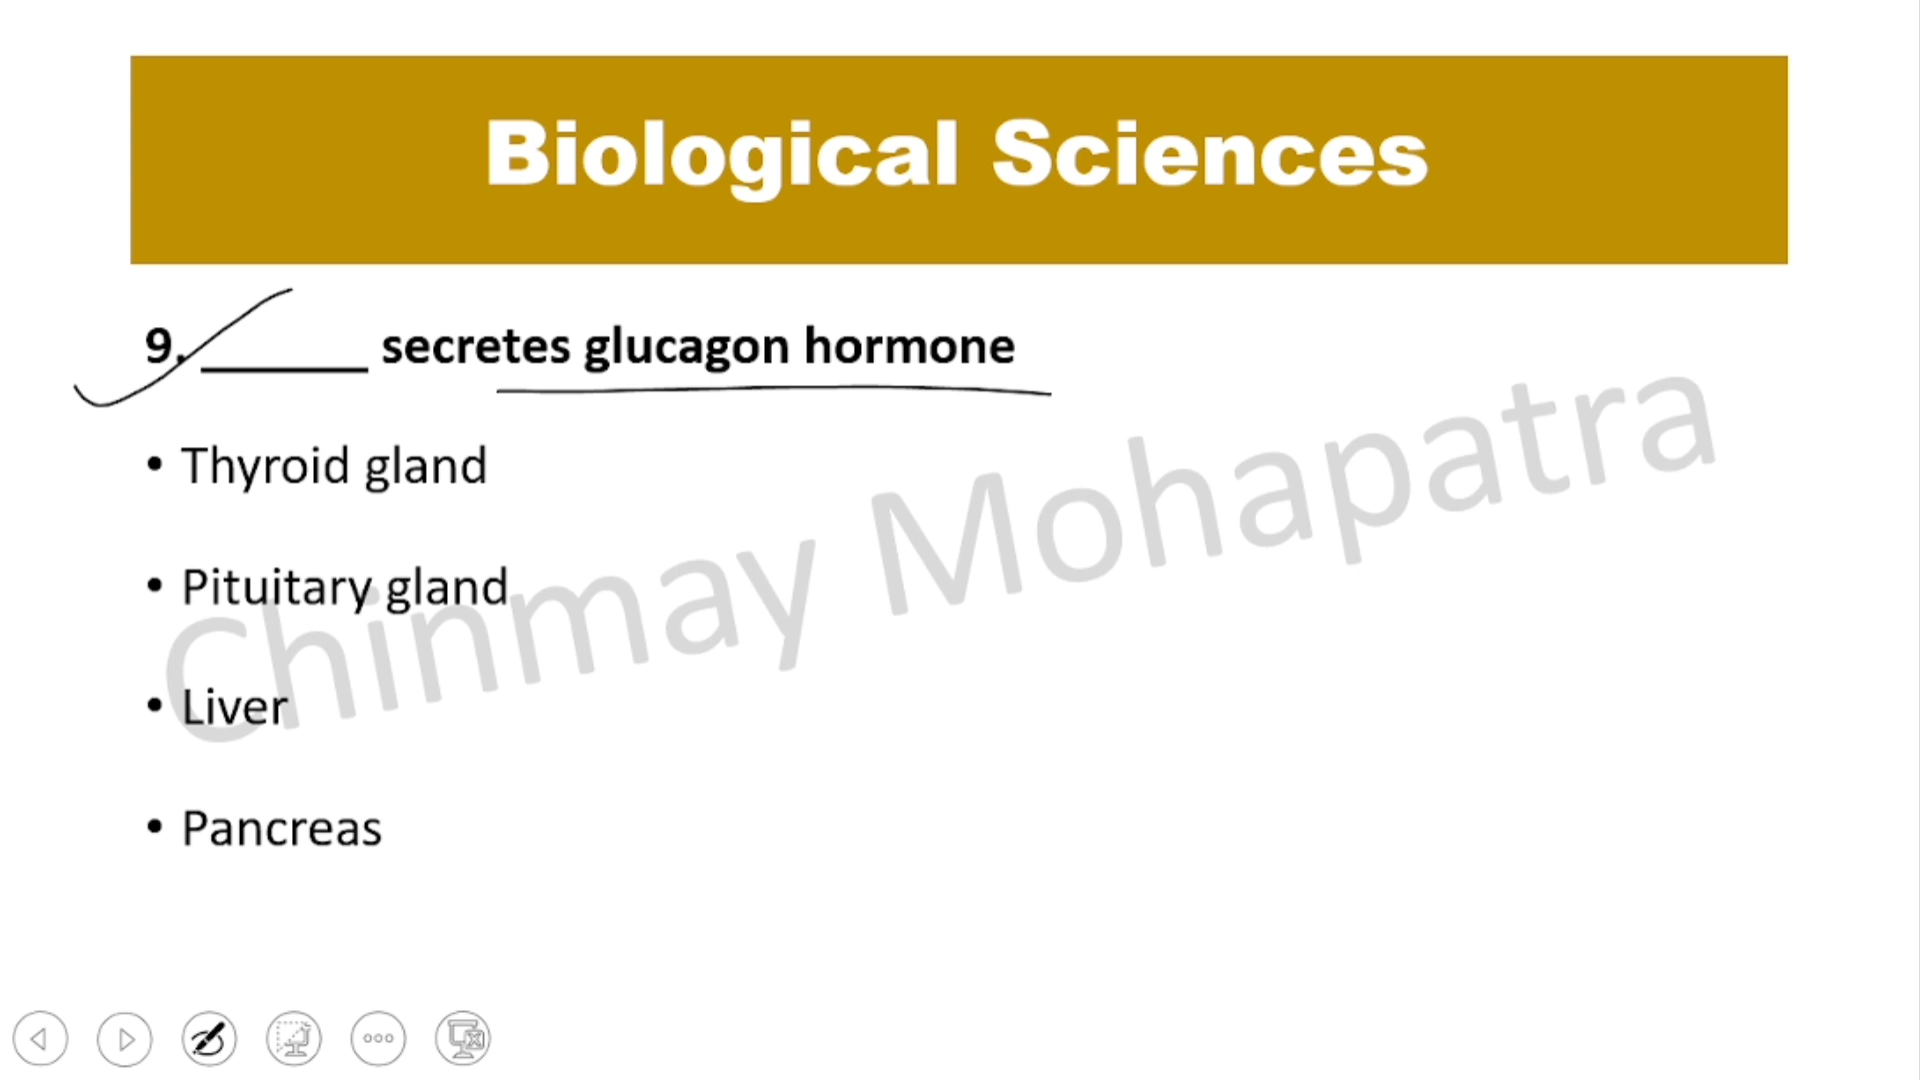 Biological Sciences
9. ______ secretes glucagon hormone
• Thyroid gland
• Pituitary gland
• Liver
• Pancreas
Chinmay Mohapatra